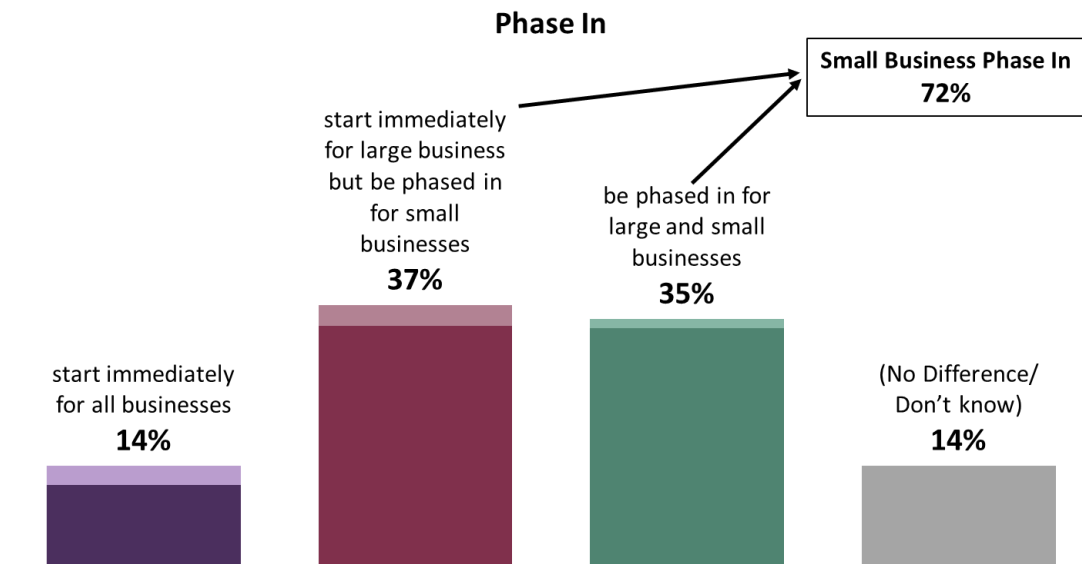 Phase In
Small Business Phase In
72%
start immediately
for large business
but be phased in
for small
businesses
37%
be phased in for
large and small
businesses
35%
start immediately
for all businesses
14%
(No Difference/
Don’t know)
14%